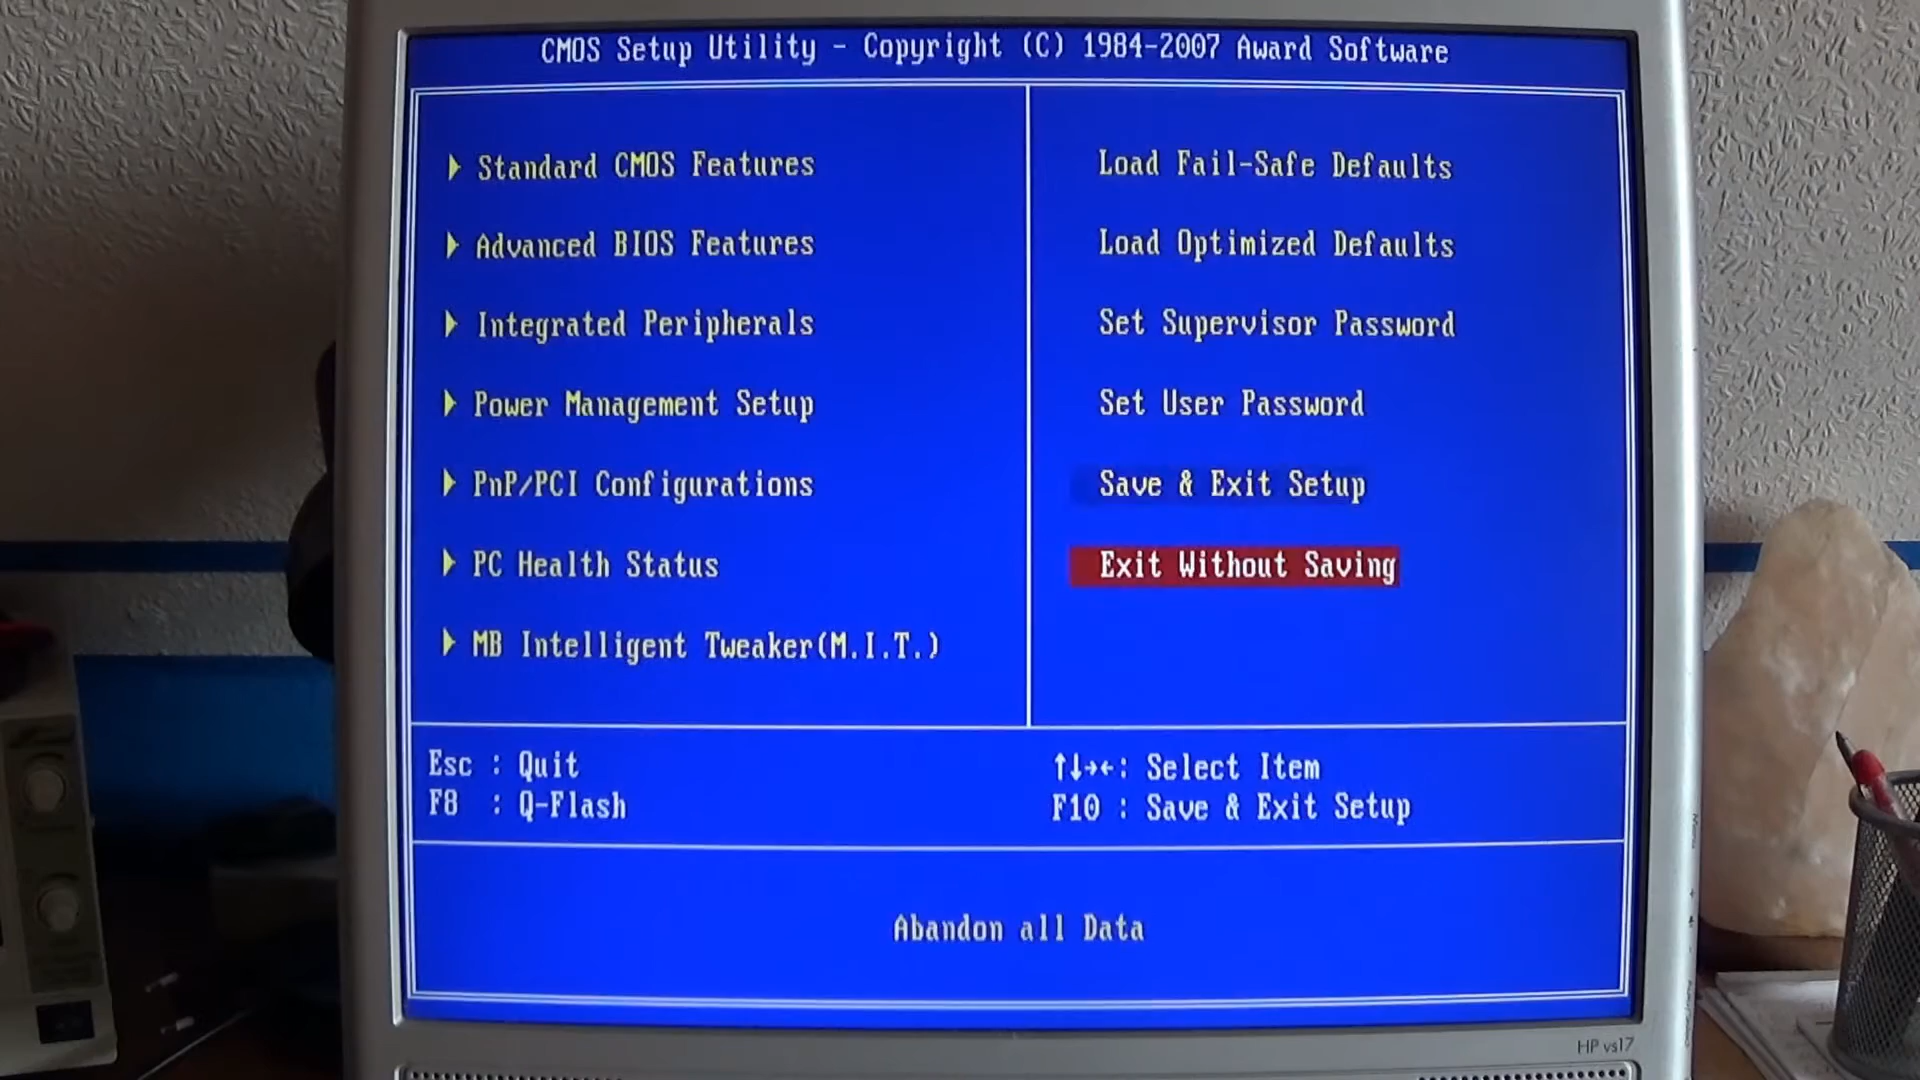 CMOS Setup Utility - Copyright (C) 1984-2007 Award Software
Standard CMOS Features
Advanced BIOS Features
Integrated Peripherals
Power Management Setup
PnP/PCI Configurations
PC Health Status
MB Intelligent Tweaker(M.I.T.)
Load Fail-Safe Defaults
Load Optimized Defaults
Set Supervisor Password
Set User Password
Save & Exit Setup
Exit Without Saving
Esc : Quit
F8 : Q-Flash
↑↓→←: Select Item
F10 : Save & Exit Setup
Abandon all Data
HP vs17